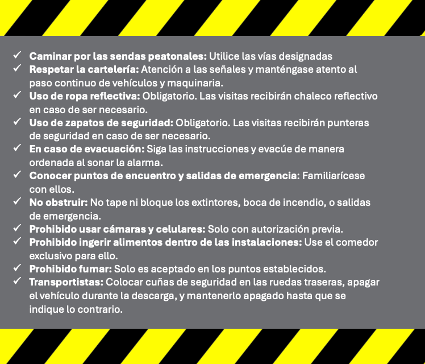 ✓ Caminar por las sendas peatonales: Utilice las vías designadas
✓ Respetar la cartelería: Atención a las señales y manténgase atento al
paso continuo de vehículos y maquinaria.
✓ Uso de ropa reflectiva: Obligatorio. Las visitas recibirán chaleco reflectivo
en caso de ser necesario.
✓ Uso de zapatos de seguridad: Obligatorio. Las visitas recibirán punteras
de seguridad en caso de ser necesario.
✓ En caso de evacuación: Siga las instrucciones y evacúe de manera
ordenada al sonar la alarma.
✓ Conocer puntos de encuentro y salidas de emergencia: Familiarícese
con ellos.
✓ No obstruir: No tape ni bloque los extintores, boca de incendio, o salidas
de emergencia.
✓ Prohibido usar cámaras y celulares: Solo con autorización previa.
✓ Prohibido ingerir alimentos dentro de las instalaciones: Use el comedor
exclusivo para ello.
✓ Prohibido fumar: Solo es aceptado en los puntos establecidos.
✓ Transportistas: Colocar cuñas de seguridad en las ruedas traseras, apagar
el vehículo durante la descarga, y mantenerlo apagado hasta que se
indique lo contrario.